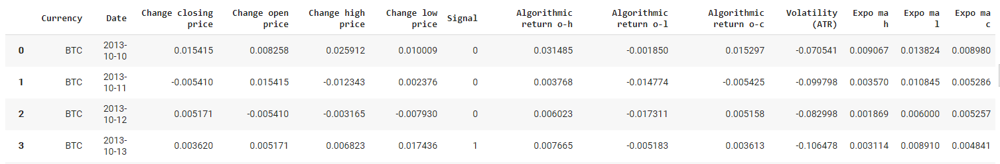 Currency Date Change closing price Change open price Change high price Change low price Signal Algorithmic return o-h Algorithmic return o-l Algorithmic return o-c Volatility (ATR) Expo ma h Expo ma l Expo ma c
0 BTC 2013-10-10 0.015415 0.008258 0.025912 0.010009 0 0.031485 -0.001850 0.015297 -0.070541 0.009067 0.013824 0.008980
1 BTC 2013-10-11 -0.005410 0.015415 -0.012343 0.002376 0 0.003768 -0.014774 -0.005425 -0.099798 0.003570 0.010845 0.005286
2 BTC 2013-10-12 0.005171 -0.005410 -0.003165 -0.007930 0 0.006023 -0.017311 0.005158 -0.082998 0.001869 0.006000 0.005257
3 BTC 2013-10-13 0.003620 0.005171 0.006823 0.017436 1 0.007665 -0.005183 0.003613 -0.106478 0.003114 0.008910 0.004841